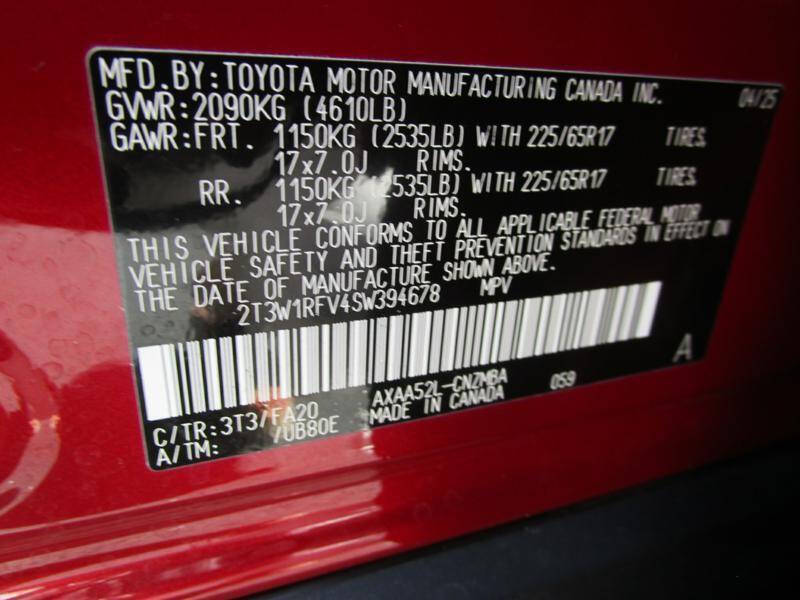 MFD.BY:TOYOTA MOTOR MANUFACTURING CANADA INC. 04/25
GVWR:2090KG (4610LB)
GAWR:FRT. 1150KG (2535LB) WITH 225/65R17 TIRES.
17x7.0J RIMS.
RR. 1150KG (2535LB) WITH 225/65R17 TIRES.
17x7.0J RIMS.
THIS VEHICLE CONFORMS TO ALL APPLICABLE FEDERAL MOTOR
VEHICLE SAFETY AND THEFT PREVENTION STANDARDS IN EFFECT ON
THE DATE OF MANUFACTURE SHOWN ABOVE.
2T3W1RFV4SW394678 MPV
A
C/TR:3T3/FA20 AXAA52L-CNZMBA 059
A/TM: /UB80E MADE IN CANADA